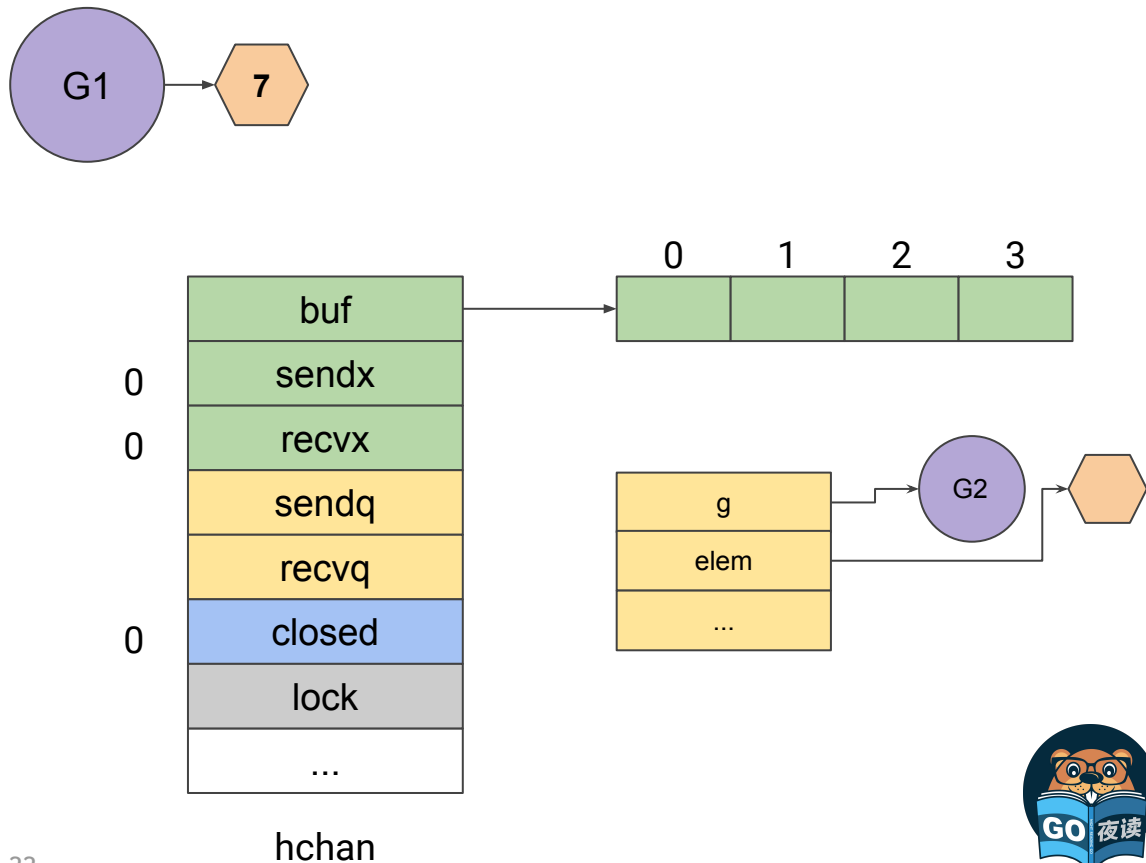 G1
7
0 1 2 3
buf
0 sendx
0 recvx
sendq
recvq
0 closed
lock
...
g
G2
elem
...
GO 夜读
hchan